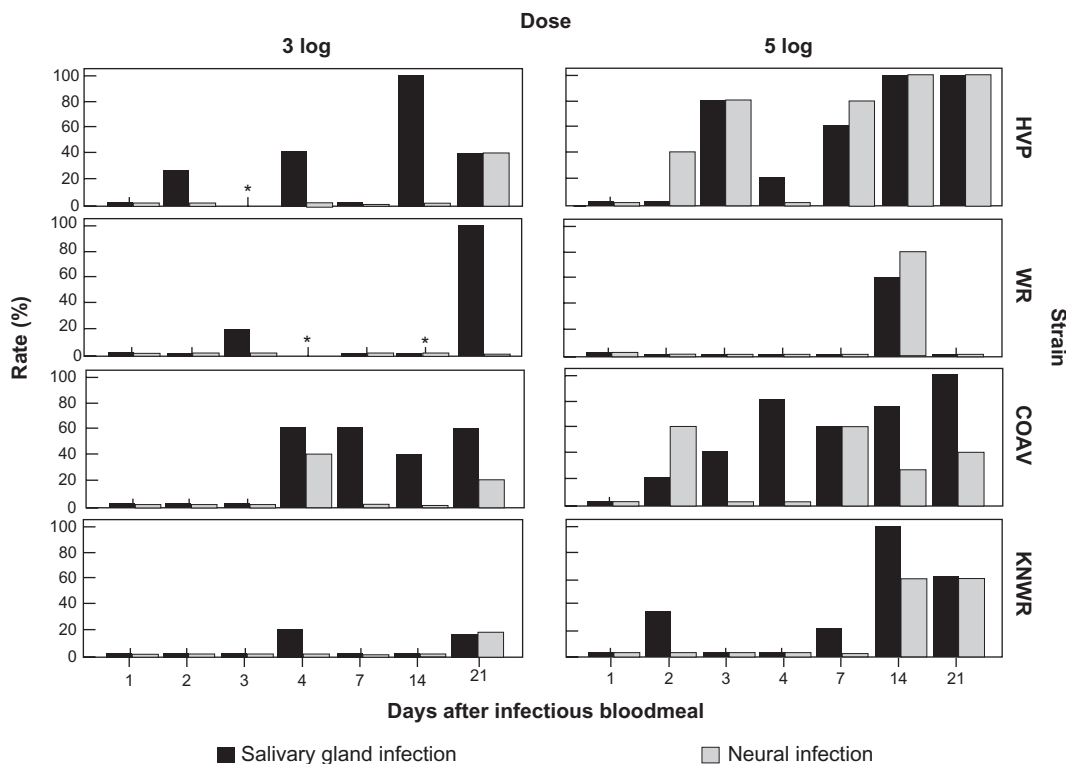 Dose
3 log
5 log
100
80
60
40
20
0
*
HVP
100
80
60
40
20
0
*
*
WR
100
80
60
40
20
0
COAV
100
80
60
40
20
0
KNWR
Rate (%)
Strain
1 2 3 4 7 14 21
1 2 3 4 7 14 21
Days after infectious bloodmeal
Salivary gland infection
Neural infection